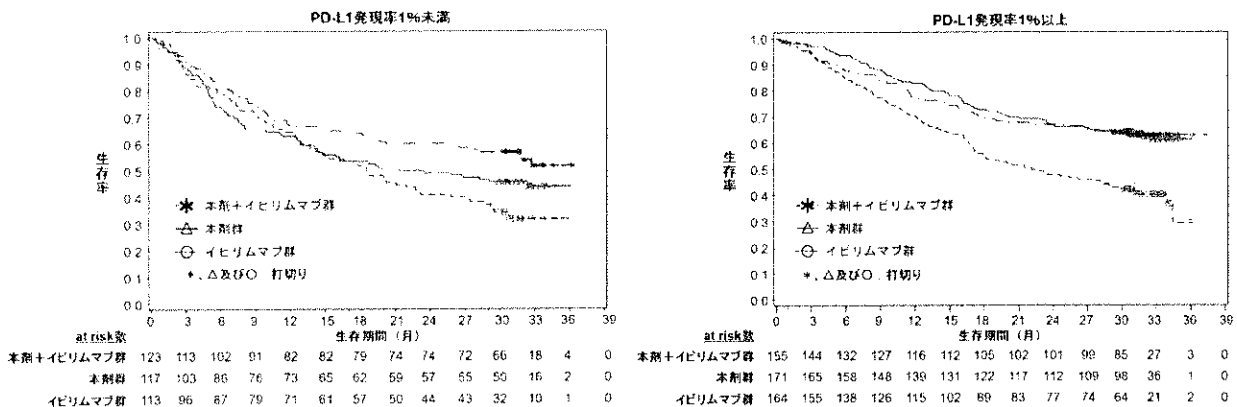 PD-L1発現率1%未満
1.0
0.9
0.8
0.7
0.6
0.5
0.4
0.3
0.2
0.1
0.0
生存率
本剤+イピリムマブ群
本剤群
イピリムマブ群
*、△及び○：打切り
0 3 6 9 12 15 18 21 24 27 30 33 36 39
生存期間（月）
at risk数
本剤+イピリムマブ群 123 113 102 91 82 82 79 74 74 72 66 18 4 0
本剤群 117 103 86 76 73 65 62 59 57 55 50 16 2 0
イピリムマブ群 113 96 87 79 71 61 57 50 44 43 32 10 1 0
PD-L1発現率1%以上
1.0
0.9
0.8
0.7
0.6
0.5
0.4
0.3
0.2
0.1
0.0
生存率
本剤+イピリムマブ群
本剤群
イピリムマブ群
*、△及び○：打切り
0 3 6 9 12 15 18 21 24 27 30 33 36 39
生存期間（月）
at risk数
本剤+イピリムマブ群 155 144 132 127 116 112 105 102 101 99 85 27 3 0
本剤群 171 165 158 148 139 131 122 117 112 109 98 36 1 0
イピリムマブ群 164 155 138 126 115 102 89 83 77 74 64 21 2 0